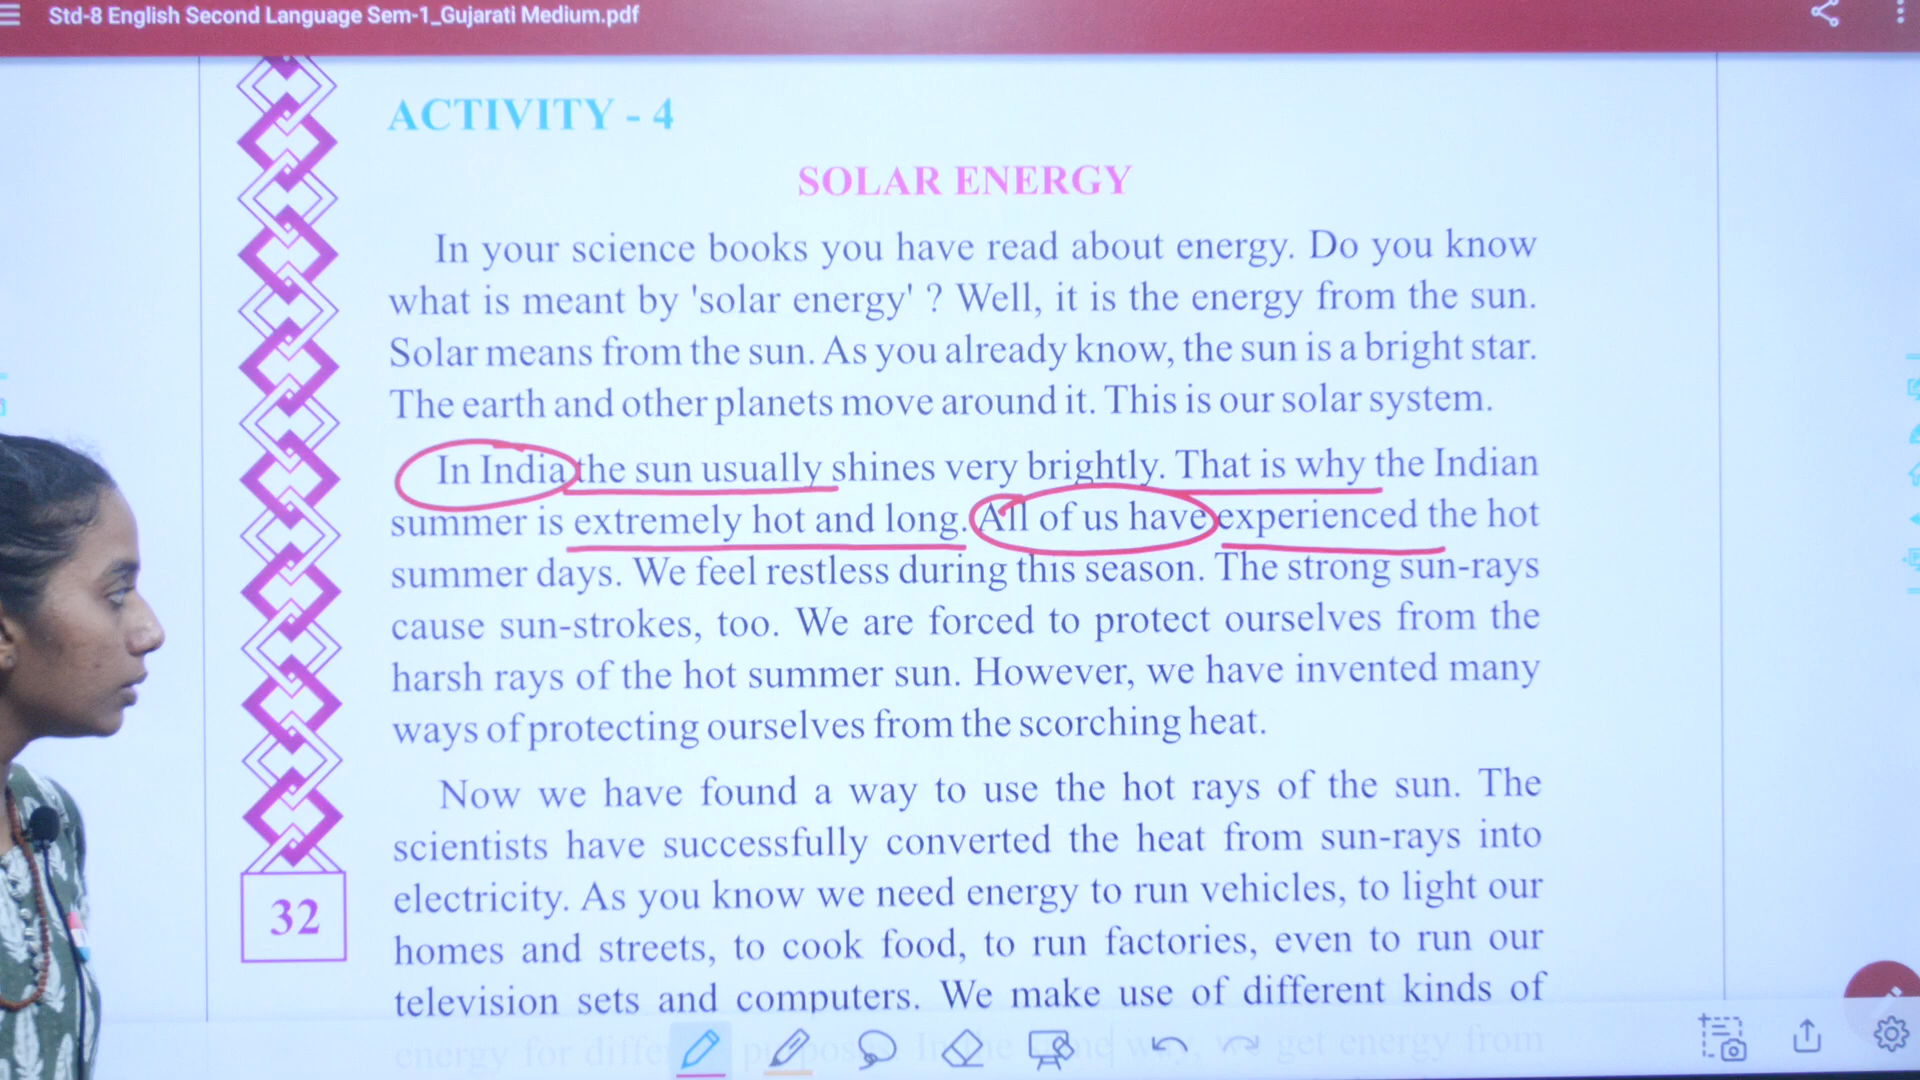 Std-8 English Second Language Sem-1_Gujarati Medium.pdf
ACTIVITY - 4
SOLAR ENERGY
In your science books you have read about energy. Do you know
what is meant by 'solar energy' ? Well, it is the energy from the sun.
Solar means from the sun. As you already know, the sun is a bright star.
The earth and other planets move around it. This is our solar system.
In India the sun usually shines very brightly. That is why the Indian
summer is extremely hot and long. All of us have experienced the hot
summer days. We feel restless during this season. The strong sun-rays
cause sun-strokes, too. We are forced to protect ourselves from the
harsh rays of the hot summer sun. However, we have invented many
ways of protecting ourselves from the scorching heat.
Now we have found a way to use the hot rays of the sun. The
scientists have successfully converted the heat from sun-rays into
electricity. As you know we need energy to run vehicles, to light our
homes and streets, to cook food, to run factories, even to run our
television sets and computers. We make use of different kinds of
energy for In get energy from
32